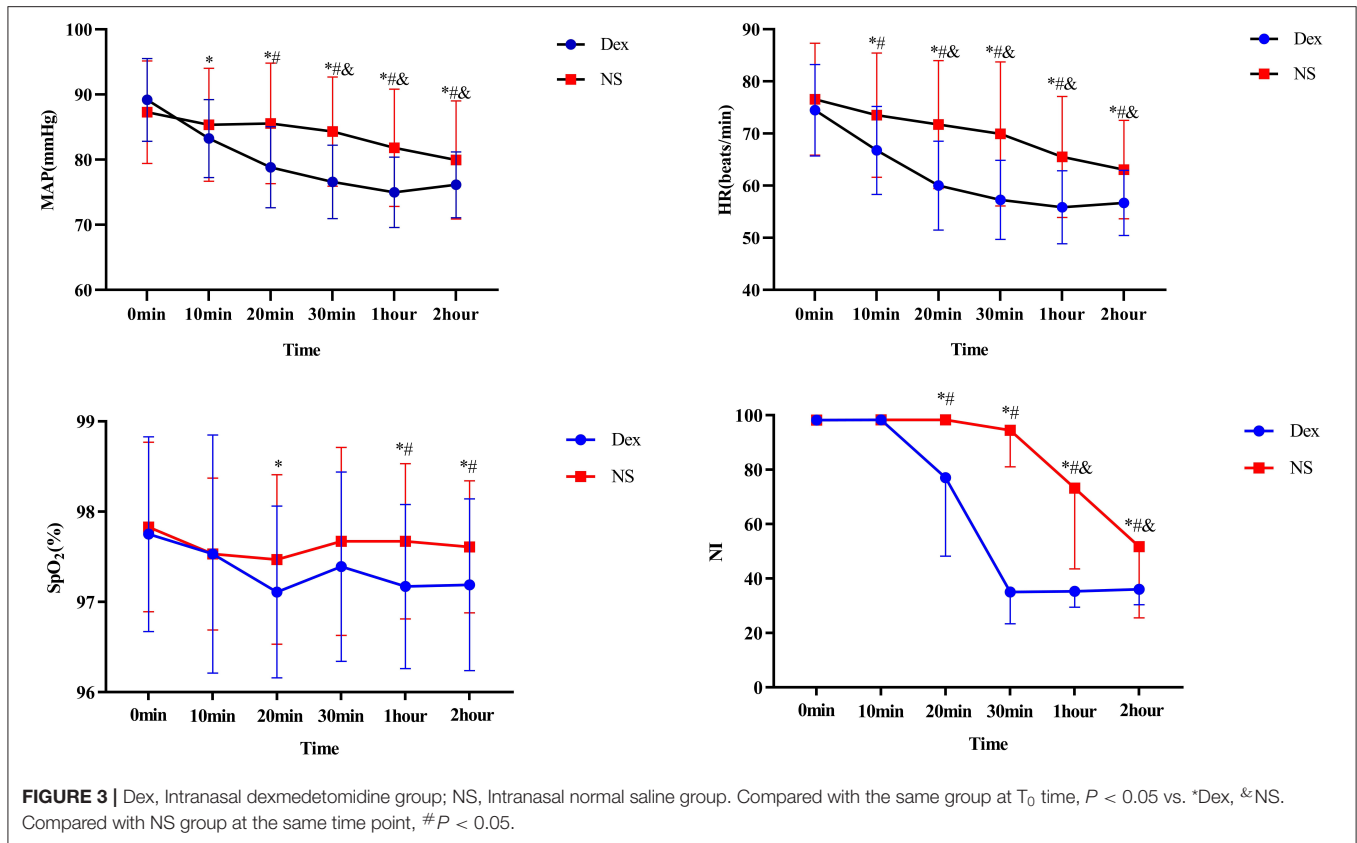 100
90
80
70
60
MAP(mmHg)
*
*#
*#&
*#&
*#&
0min 10min 20min 30min 1hour 2hour
Time
Dex
NS
90
80
70
60
50
40
HR(beats/min)
*#
*#&
*#&
*#&
*#&
0min 10min 20min 30min 1hour 2hour
Time
Dex
NS
99
98
97
96
SpO₂(%)
*
*#
*#
0min 10min 20min 30min 1hour 2hour
Time
Dex
NS
100
80
60
40
20
0
NI
*#
*#
*#&
*#&
0min 10min 20min 30min 1hour 2hour
Time
Dex
NS
FIGURE 3 | Dex, Intranasal dexmedetomidine group; NS, Intranasal normal saline group. Compared with the same group at T₀ time, P < 0.05 vs. *Dex, &NS.
Compared with NS group at the same time point, #P < 0.05.